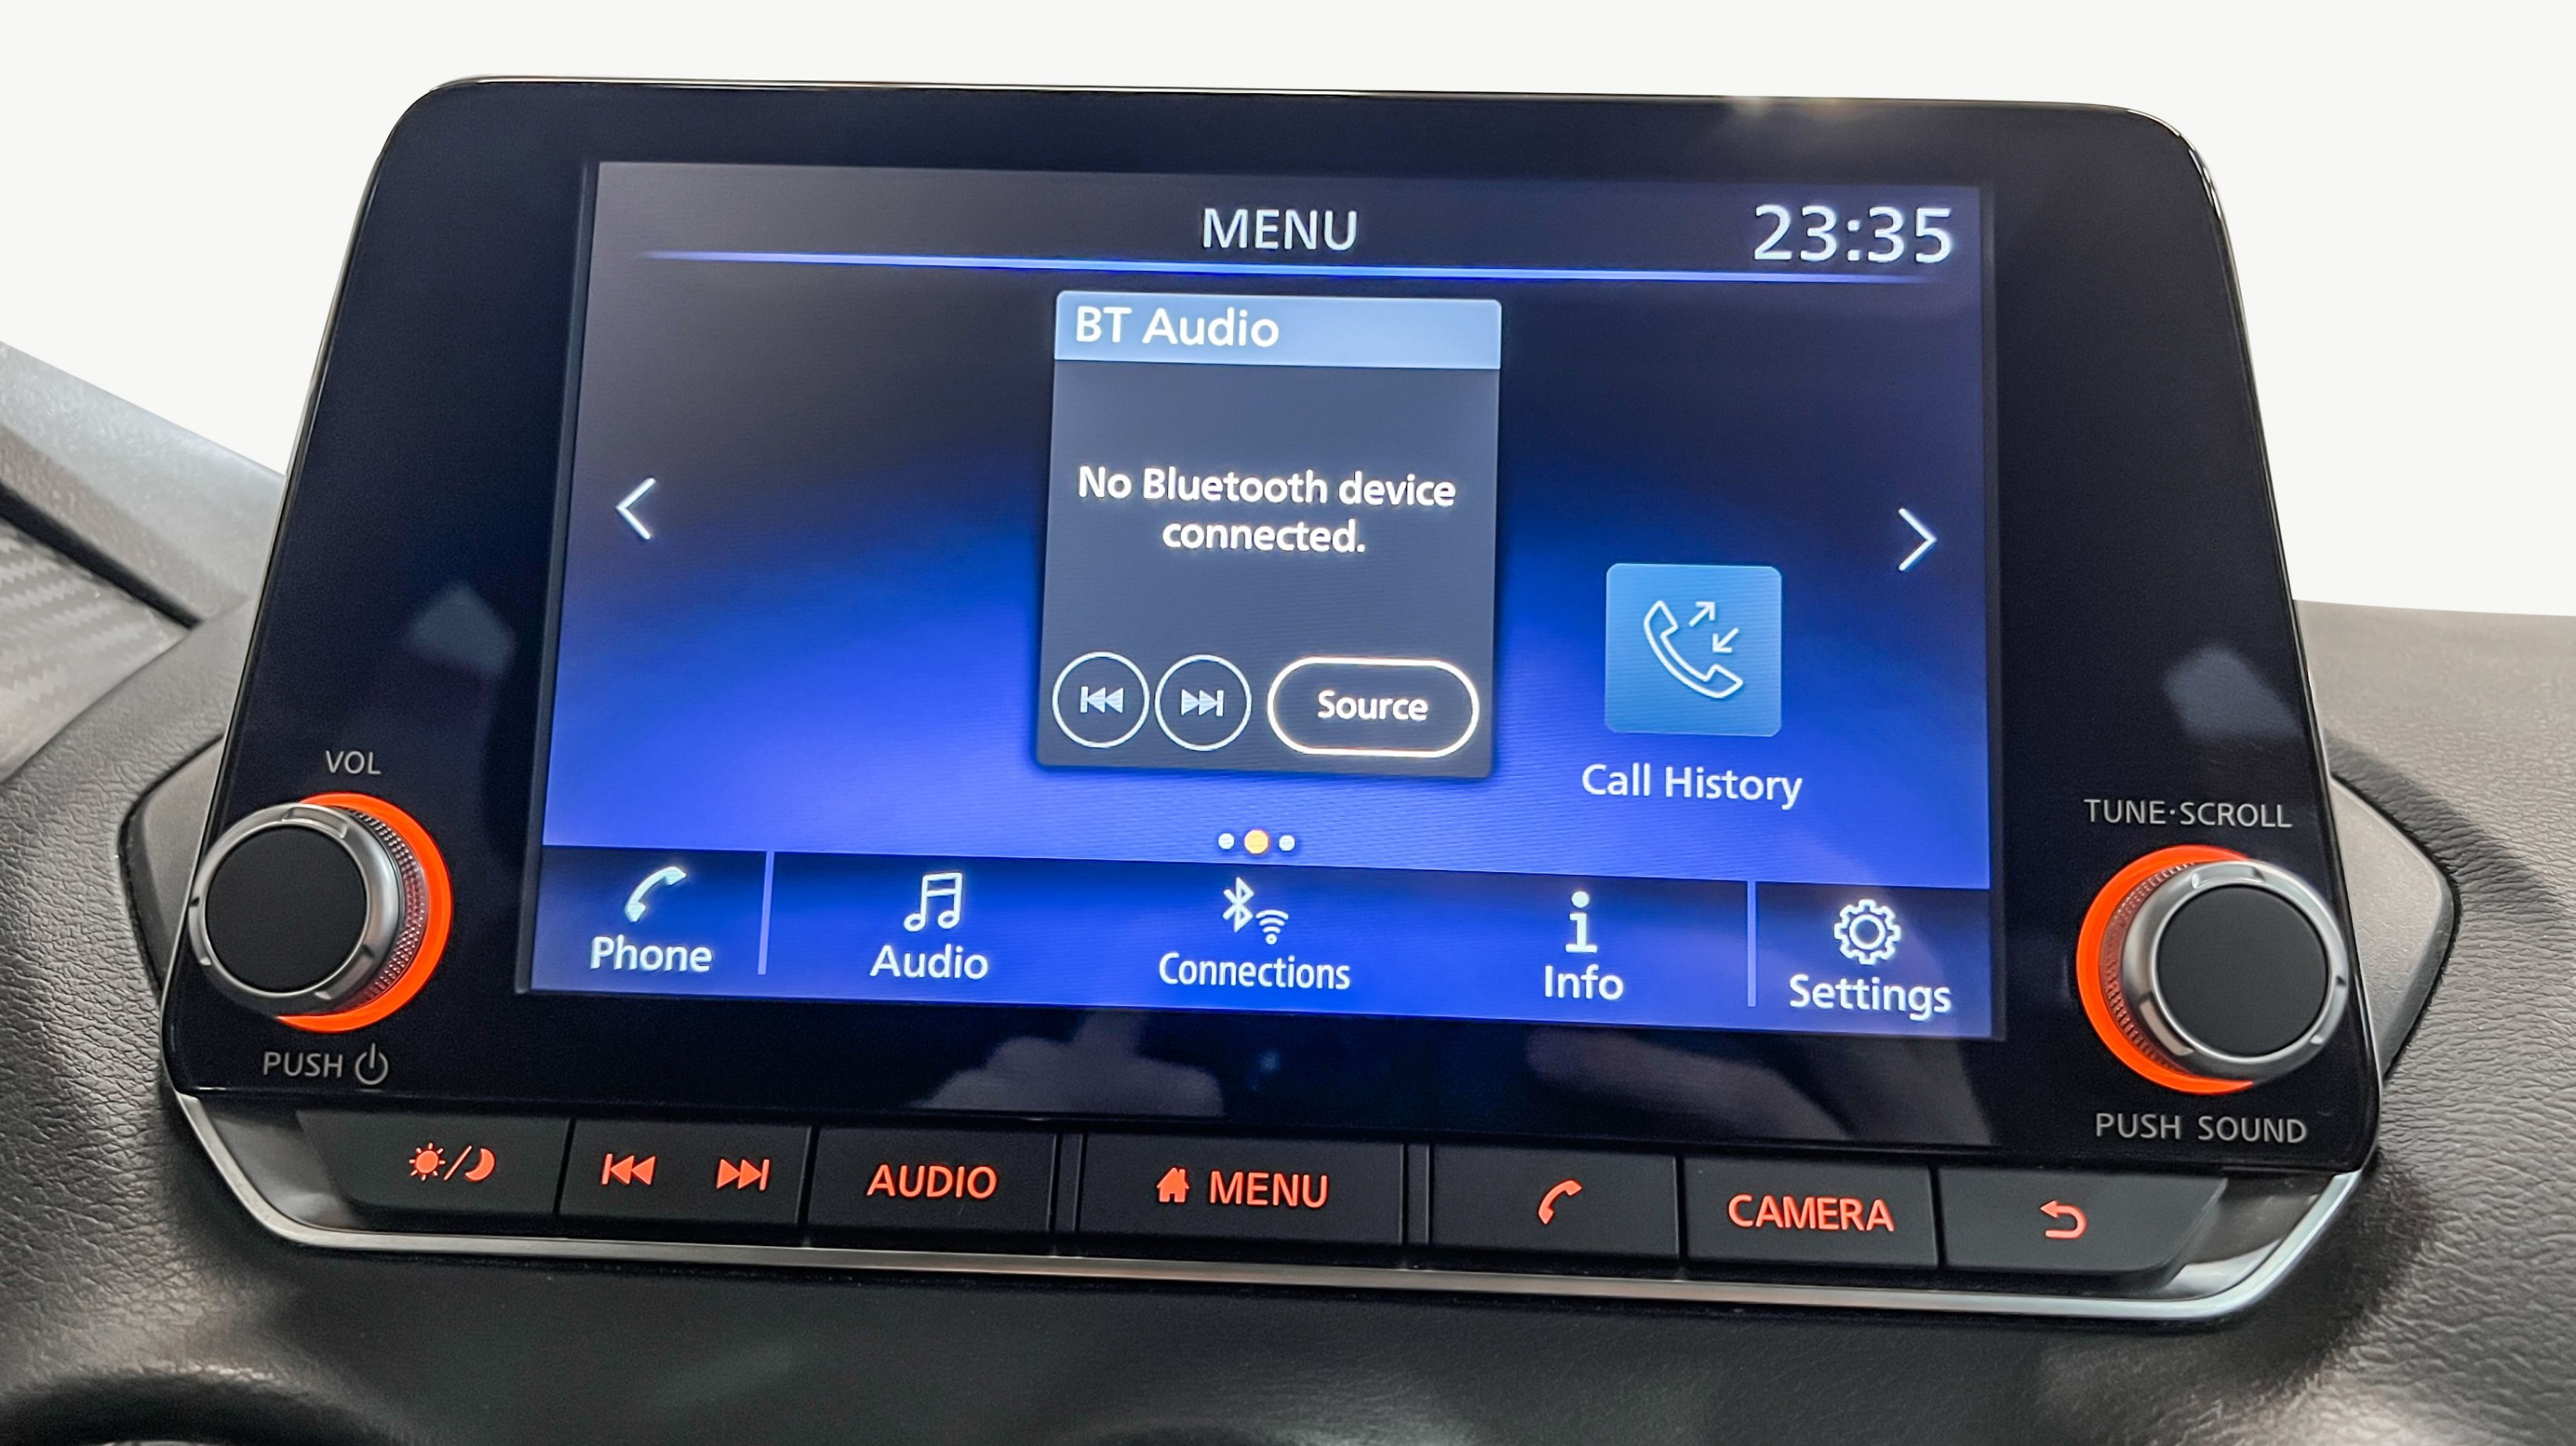 MENU
23:35
BT Audio
No Bluetooth device
connected.
Source
Call History
VOL
PUSH
TUNE·SCROLL
PUSH SOUND
Phone
Audio
Connections
Info
Settings
AUDIO
MENU
CAMERA